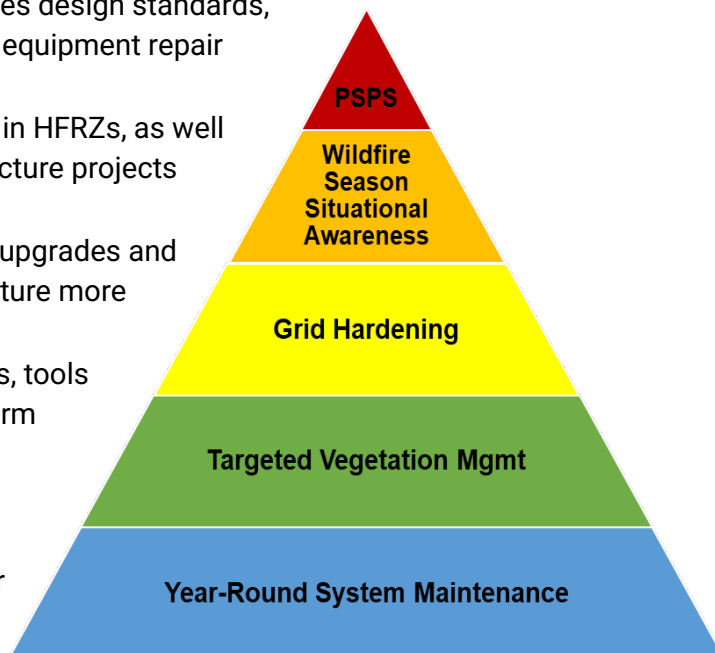 es design standards,
equipment repair
in HFRZs, as well
cture projects
upgrades and
ture more
s, tools
rm
PSPS
Wildfire
Season
Situational
Awareness
Grid Hardening
Targeted Vegetation Mgmt
Year-Round System Maintenance